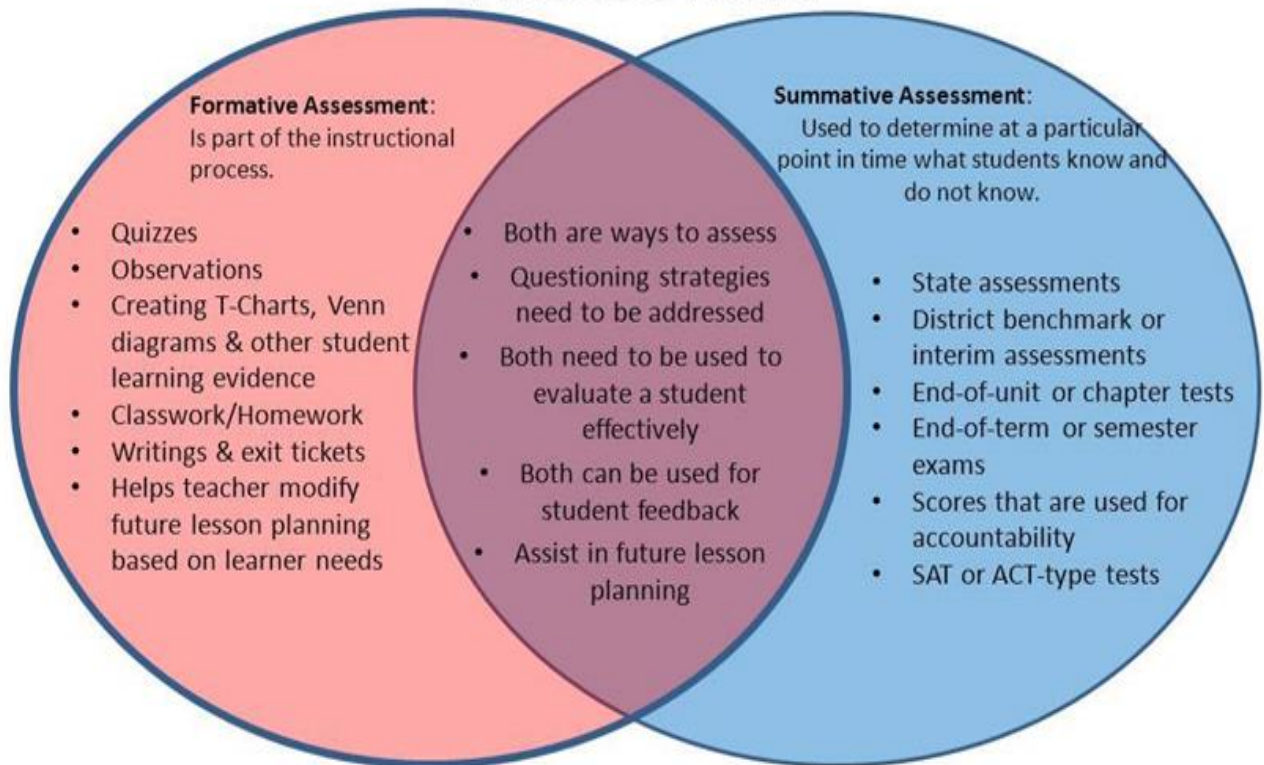 Formative Assessment:
Is part of the instructional
process.
• Quizzes
• Observations
• Creating T-Charts, Venn
diagrams & other student
learning evidence
• Classwork/Homework
• Writings & exit tickets
• Helps teacher modify
future lesson planning
based on learner needs
• Both are ways to assess
• Questioning strategies
need to be addressed
• Both need to be used to
evaluate a student
effectively
• Both can be used for
student feedback
• Assist in future lesson
planning
Summative Assessment:
Used to determine at a particular
point in time what students know and
do not know.
• State assessments
• District benchmark or
interim assessments
• End-of-unit or chapter tests
• End-of-term or semester
exams
• Scores that are used for
accountability
• SAT or ACT-type tests